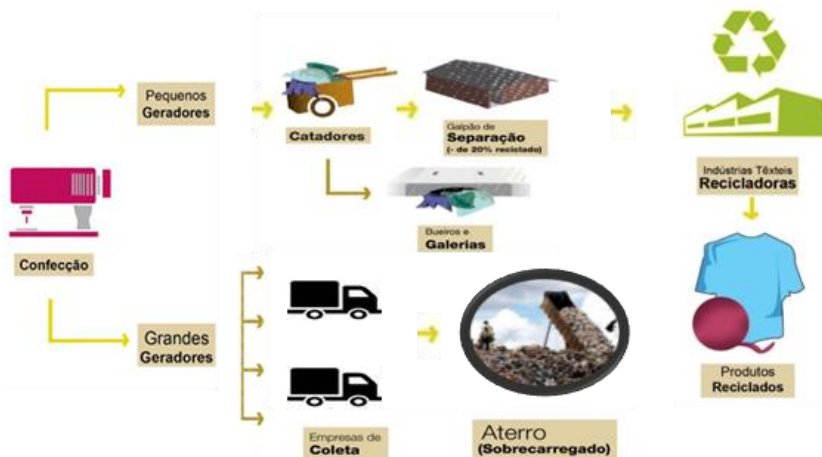 Pequenos
Geradores
Catadores
Galpão de
Separação
(- de 20% reciclado)
Bueiros e
Galerias
Indústrias Têxteis
Recicladoras
Produtos
Reciclados
Confecção
Grandes
Geradores
Empresas de
Coleta
Aterro
(Sobrecarregado)